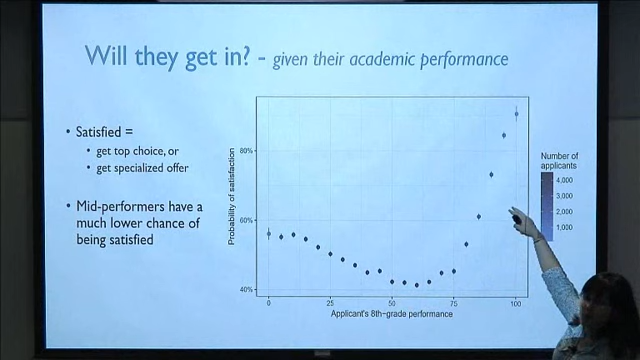 Will they get in? - given their academic performance
• Satisfied =
• get top choice, or
• get specialized offer
• Mid-performers have a
much lower chance of
being satisfied
Probability of satisfaction
80%
60%
40%
0
25
50
75
100
Applicant's 8th-grade performance
Number of
applicants
4,000
3,000
2,000
1,000